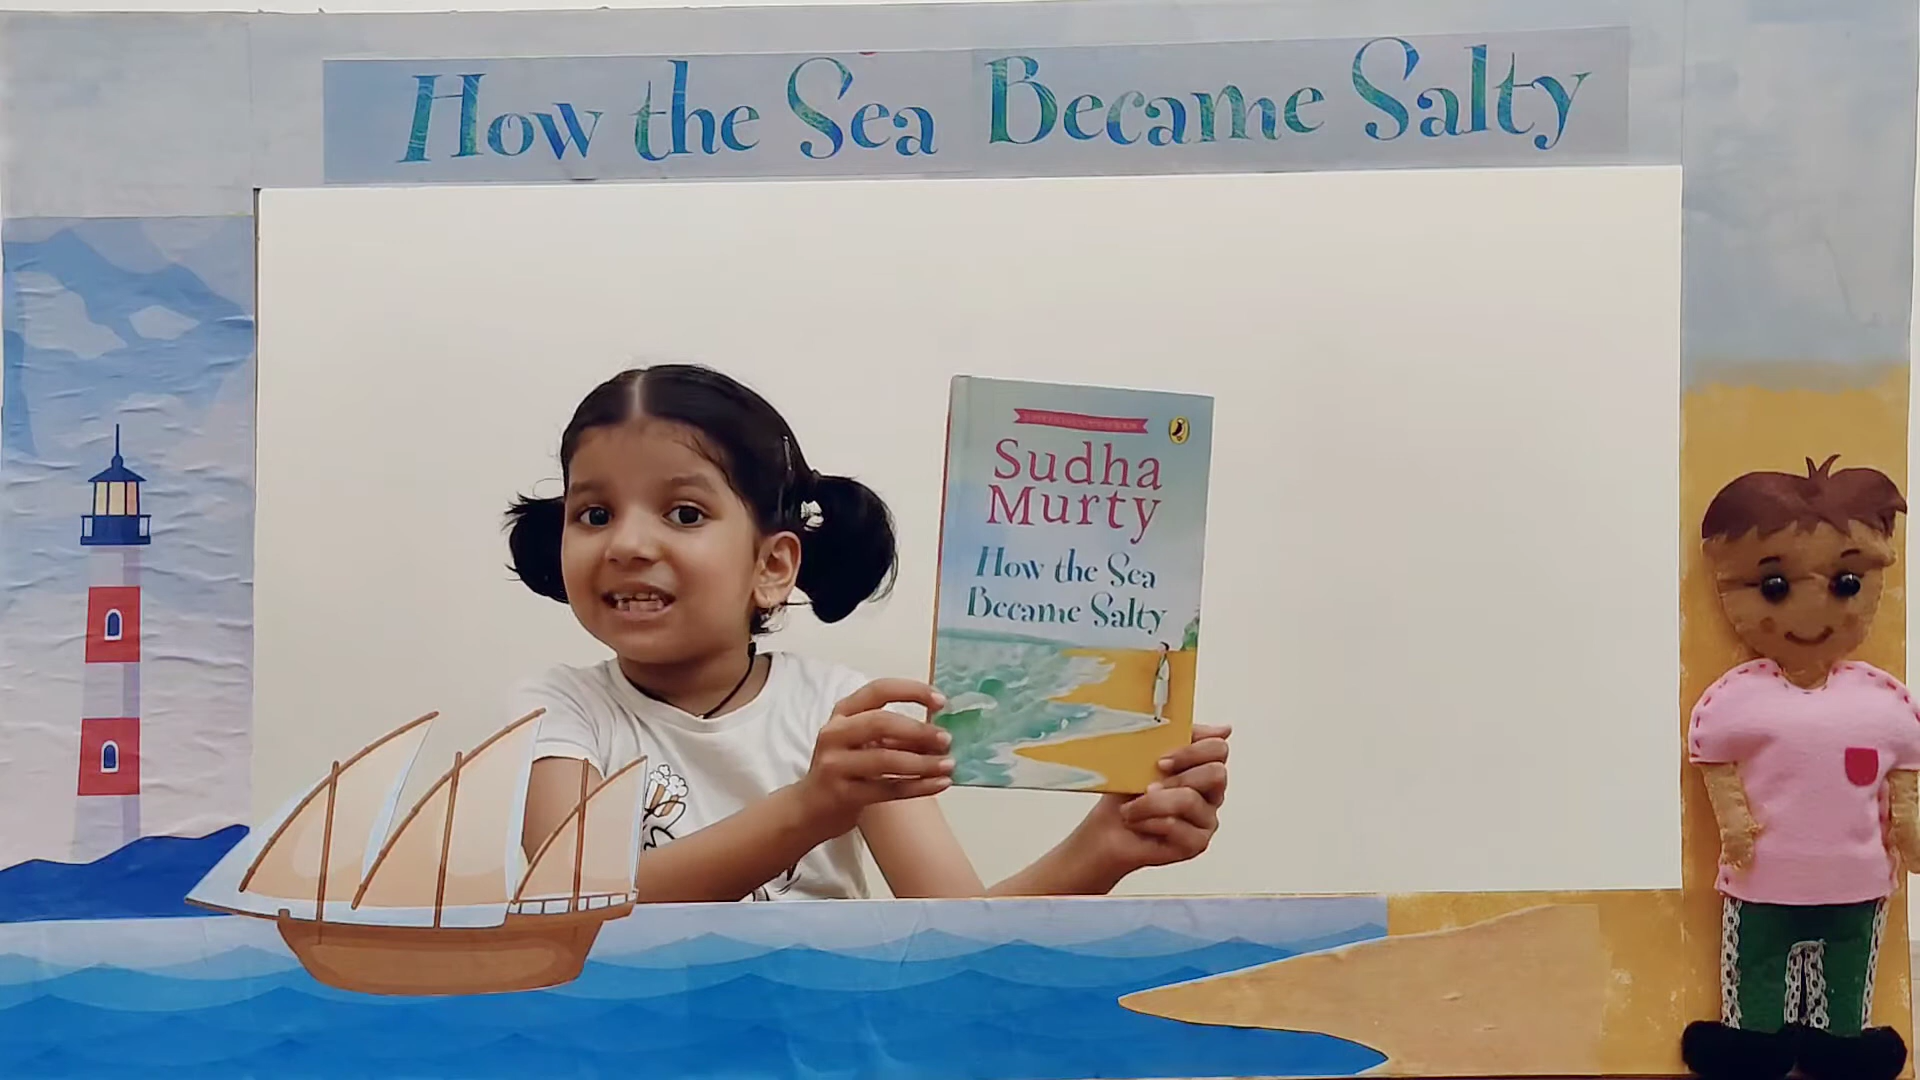 How the Sea Became Salty
Sudha
Murty
How the Sea
Became Salty